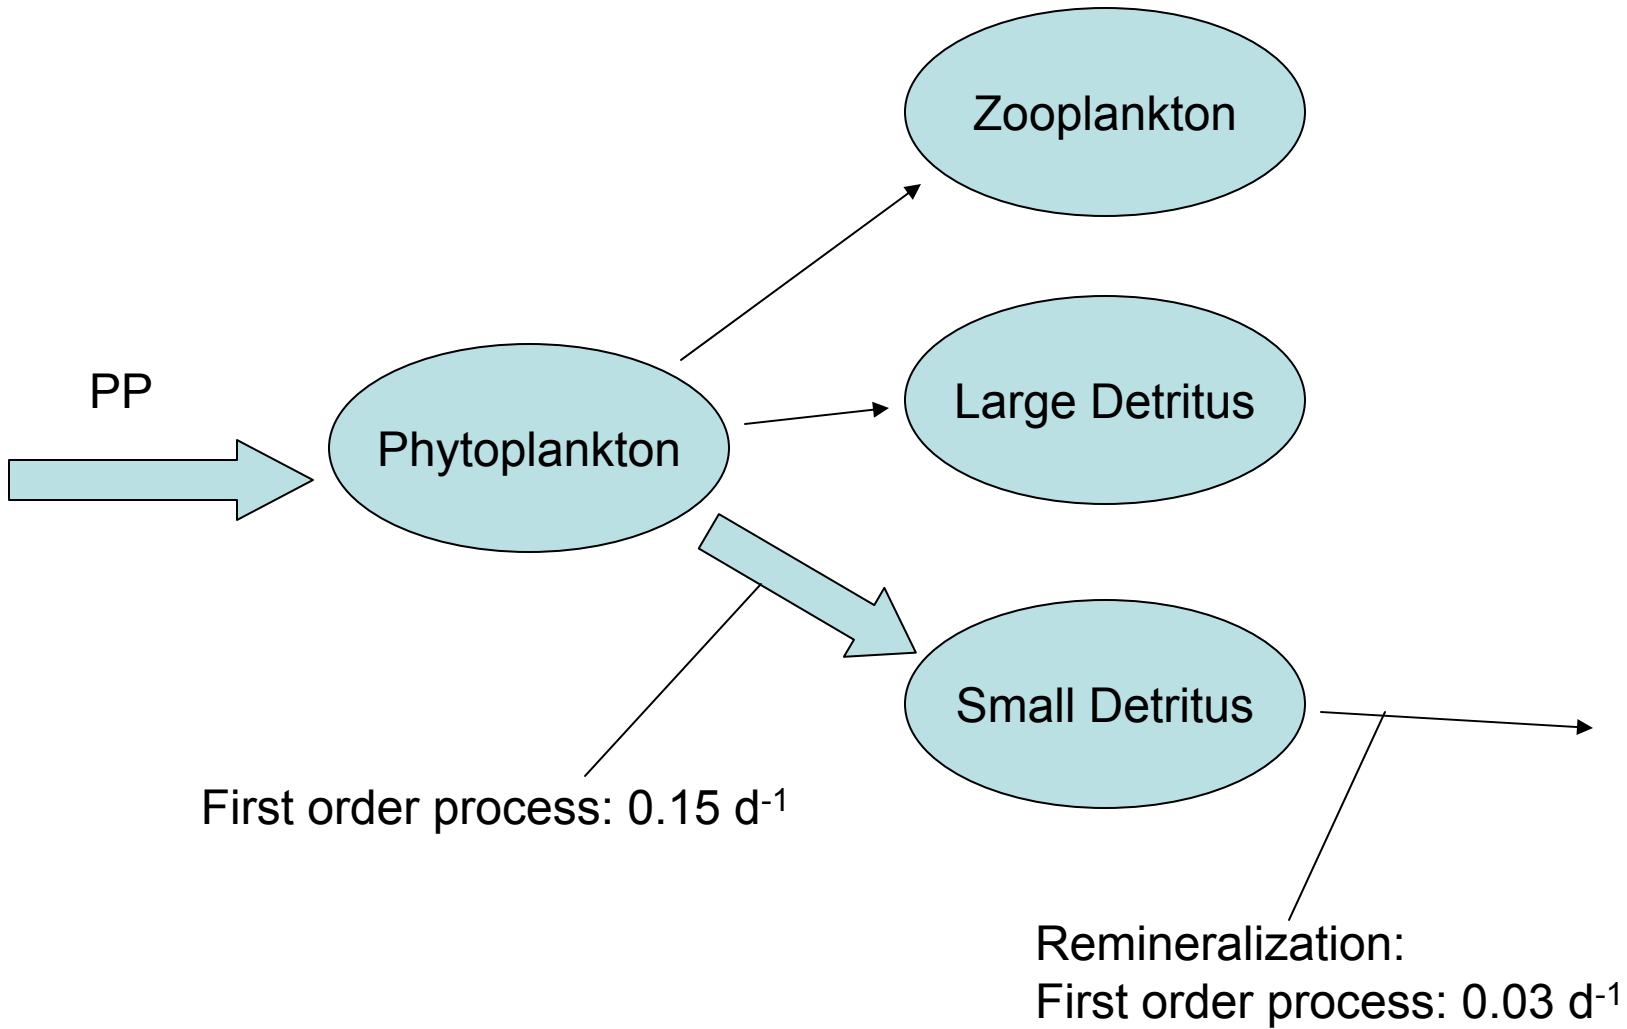 Zooplankton
PP
Large Detritus
Phytoplankton
Small Detritus
First order process: 0.15 d-1
Remineralization:
First order process: 0.03 d-1